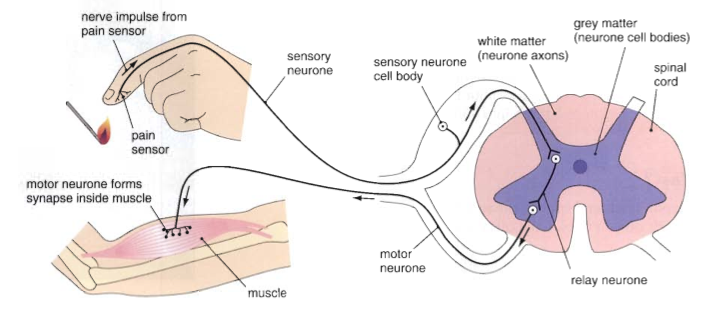 nerve impulse from
pain sensor
sensory
neurone
pain
sensor
motor neurone forms
synapse inside muscle
muscle
sensory neurone
cell body
white matter
(neurone axons)
grey matter
(neurone cell bodies)
spinal
cord
motor
neurone
relay neurone